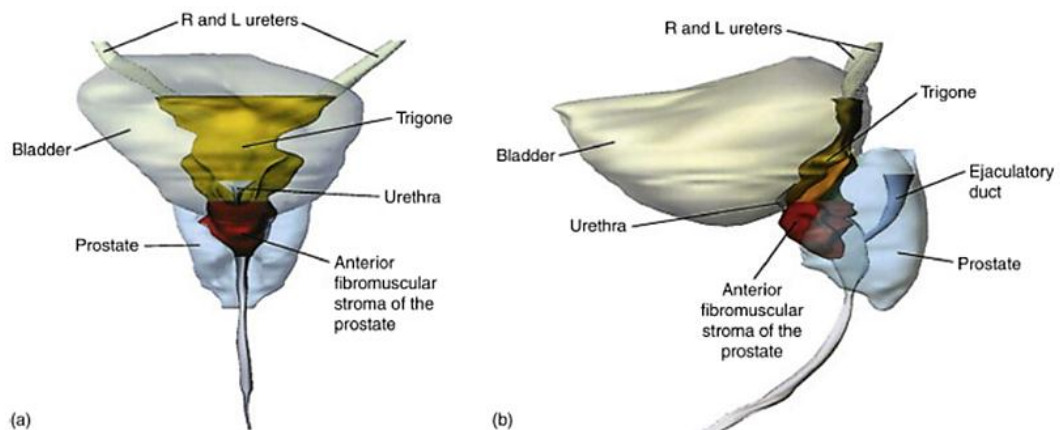 R and L ureters
Trigone
Bladder
Urethra
Prostate
Anterior
fibromuscular
stroma of the
prostate
(a)
R and L ureters
Trigone
Bladder
Ejaculatory
duct
Urethra
Prostate
Anterior
fibromuscular
stroma of the
prostate
(b)